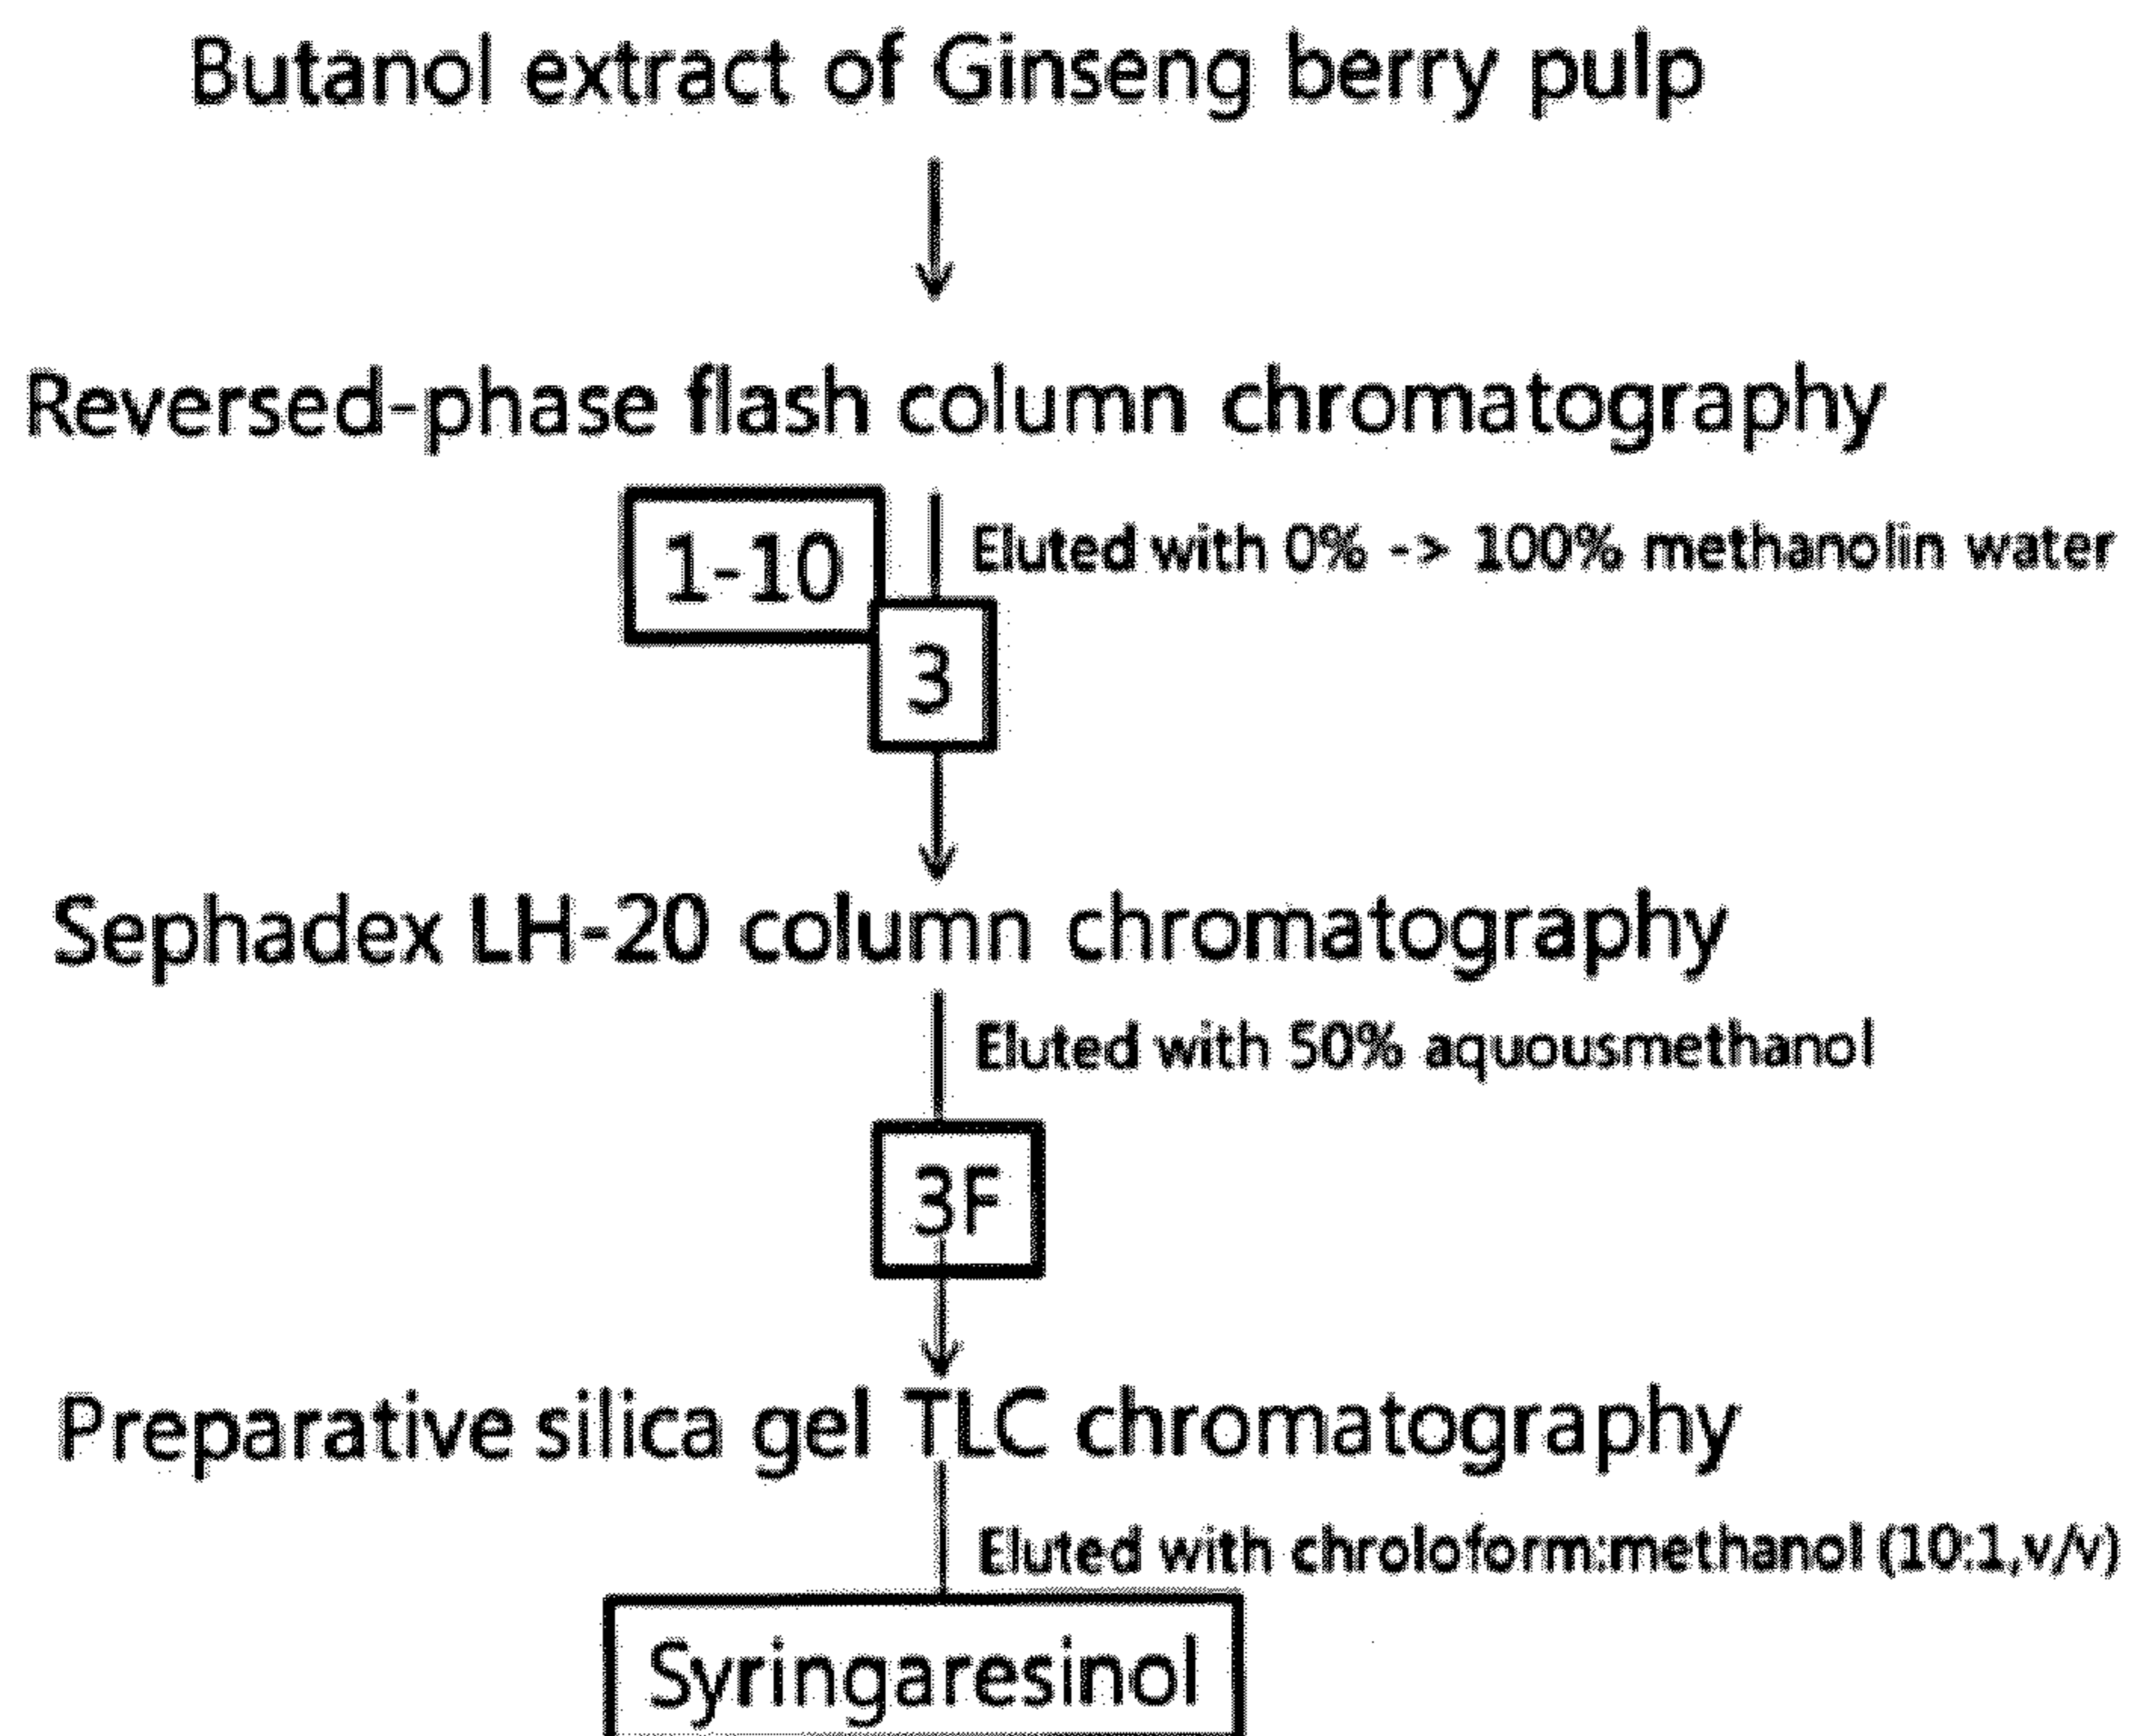 Butanol extract of Ginseng berry pulp
Reversed-phase flash column chromatography
1-10
Eluted with 0% -> 100% methanolin water
3
Sephadex LH-20 column chromatography
Eluted with 50% aquousmethanol
3F
Preparative silica gel TLC chromatography
Eluted with chroloform:methanol (10:1,v/v)
Syringaresinol